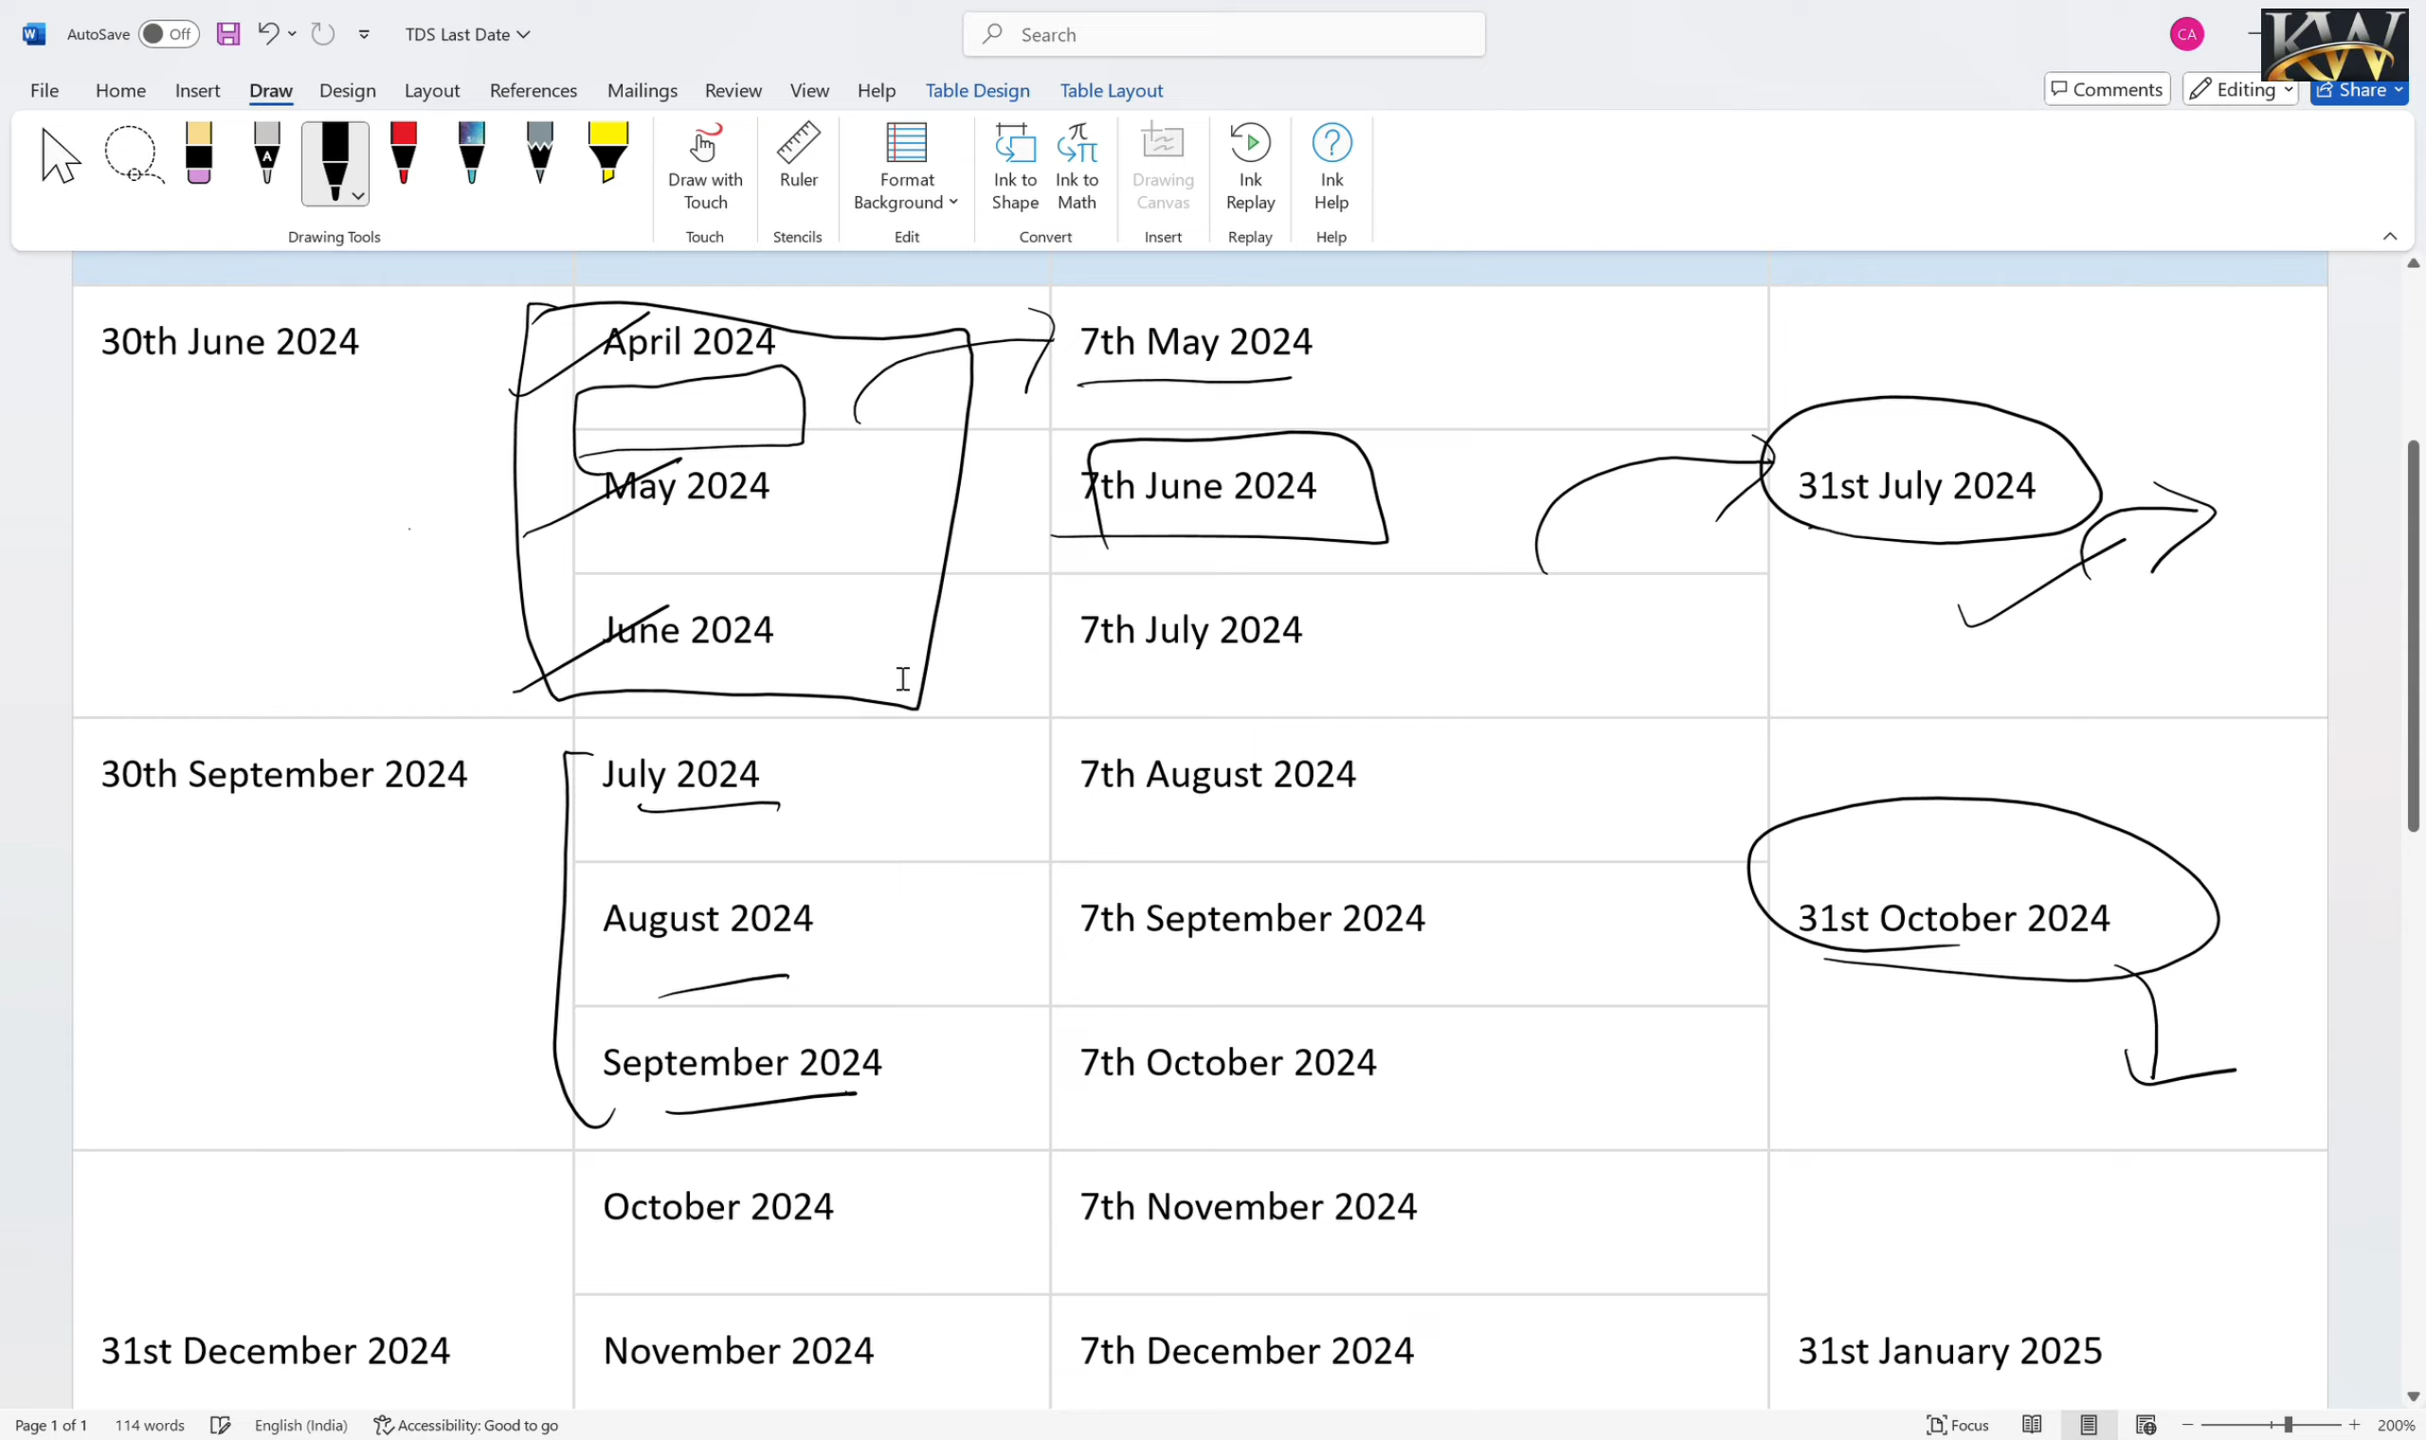 AutoSave Off TDS Last Date Search CA KW
File Home Insert Draw Design Layout References Mailings Review View Help Table Design Table Layout Comments Editing Share
A
Draw with Touch
Ruler
Format Background
Ink to Shape
Ink to Math
Drawing Canvas
Ink Replay
Ink Help
Drawing Tools Touch Stencils Edit Convert Insert Replay Help
30th June 2024 April 2024 7th May 2024
May 2024 7th June 2024 31st July 2024
June 2024 7th July 2024
30th September 2024 July 2024 7th August 2024
August 2024 7th September 2024 31st October 2024
September 2024 7th October 2024
October 2024 7th November 2024
31st December 2024 November 2024 7th December 2024 31st January 2025
Page 1 of 1 114 words English (India) Accessibility: Good to go Focus 200%